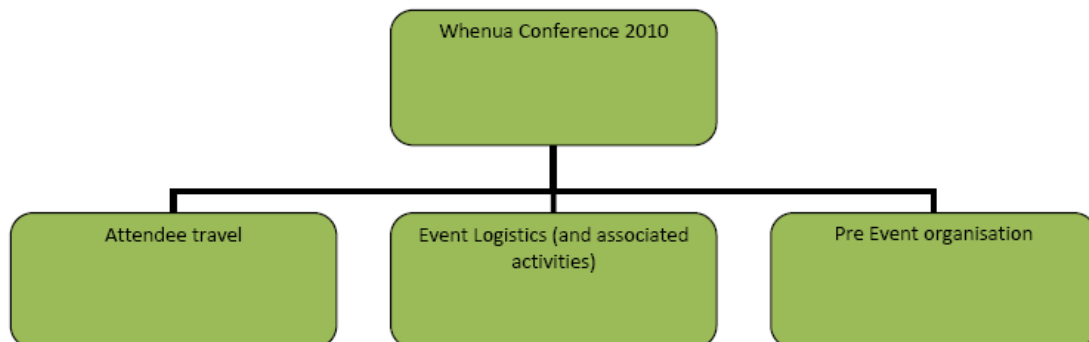 Whenua Conference 2010
Attendee travel
Event Logistics (and associated
activities)
Pre Event organisation